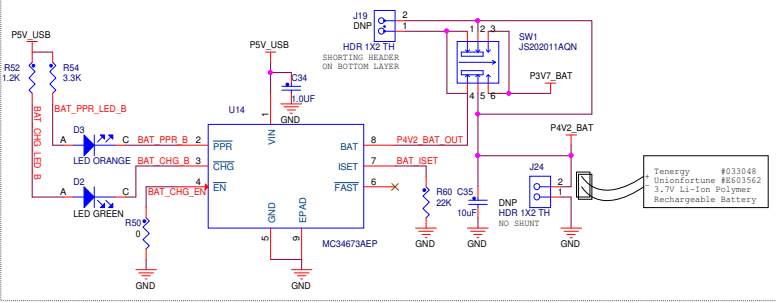 J19
DNP
2
1
HDR 1X2 TH
SHORTING HEADER
ON BOTTOM LAYER
1 2 3
4 5 6
SW1
JS202011AQN
P3V7_BAT
P5V_USB
R52
1.2K
R54
3.3K
BAT_PPR_LED_B
BAT_CHG_LED_B
P5V_USB
C34
1.0UF
GND
U14
1
VIN
D3
A
C
LED ORANGE
BAT_PPR_B
2
PPR
BAT_CHG_B
3
CHG
D2
A
C
LED GREEN
BAT_CHG_EN
4
EN
R50
0
GND
BAT
8
P4V2_BAT_OUT
ISET
7
BAT_ISET
FAST
6
GND
EPAD
5
9
MC34673AEP
GND
R60
22K
GND
C35
10uF
GND
P4V2_BAT
J24
2
1
DNP
HDR 1X2 TH
NO SHUNT
GND
+
-
Tenergy #033048
Unionfortune #E603562
3.7V Li-Ion Polymer
Rechargeable Battery